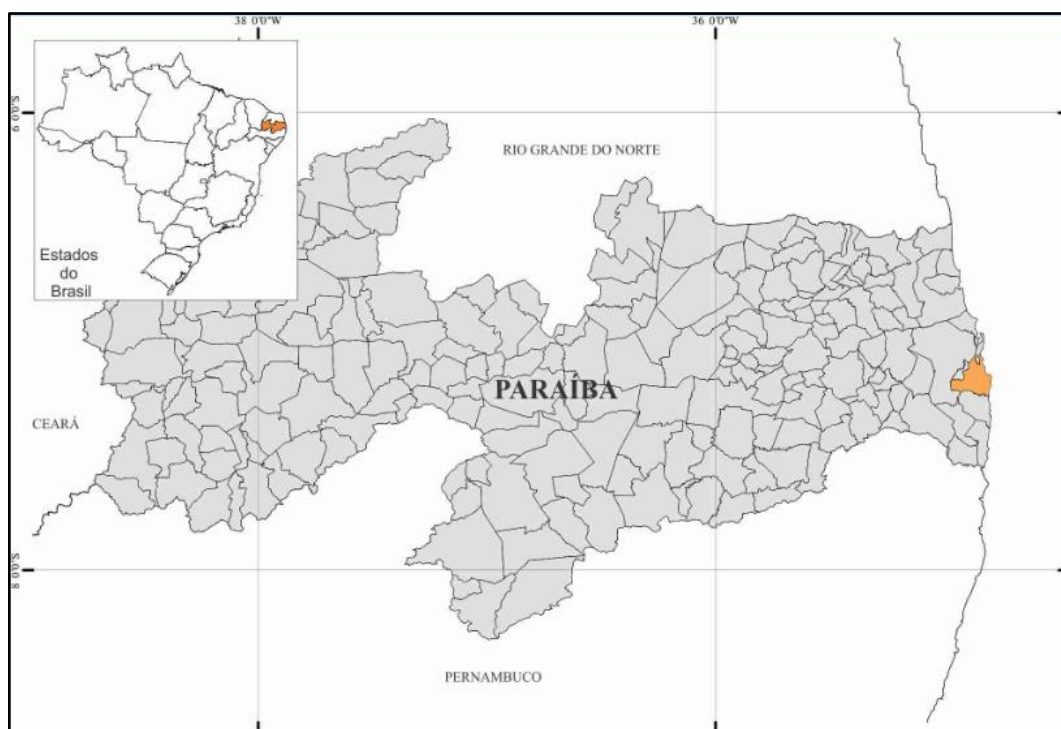 38 0'0"W
36 0'0"W
6 0'0"S
RIO GRANDE DO NORTE
Estados
do
Brasil
PARAÍBA
CEARÁ
8 0'0"S
PERNAMBUCO